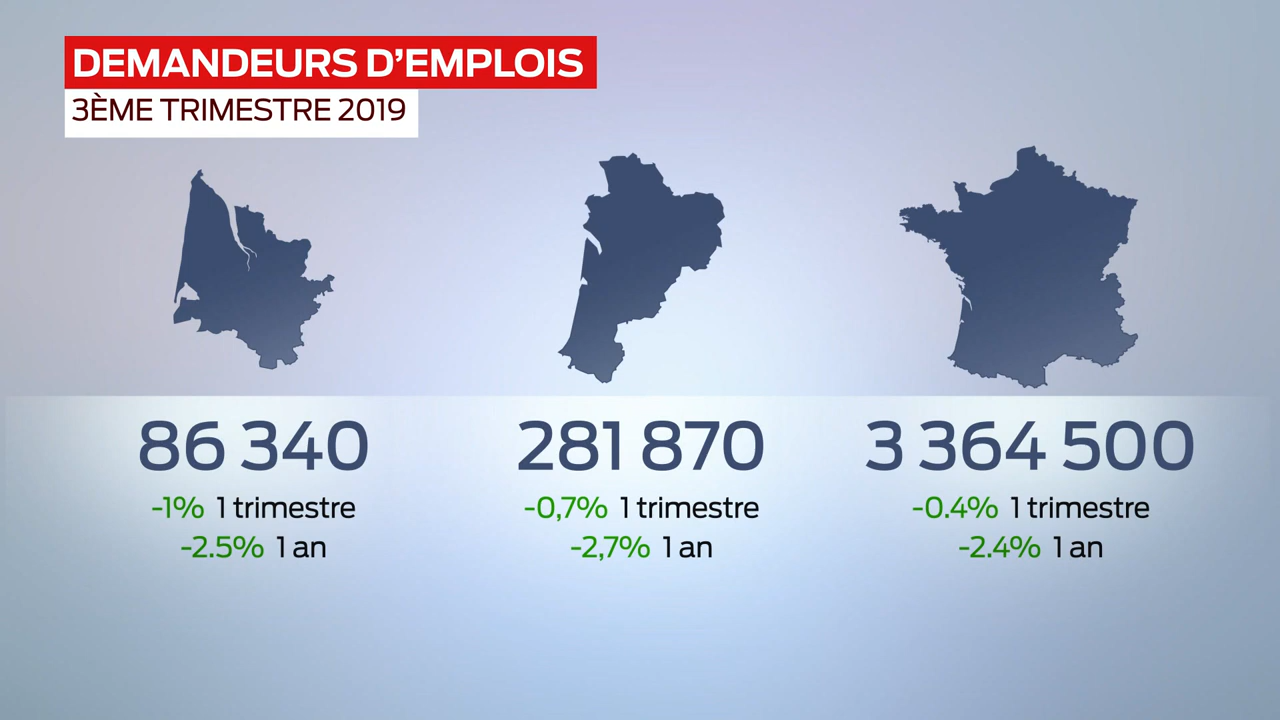 DEMANDEURS D'EMPLOIS
3ÈME TRIMESTRE 2019
86 340
-1% 1 trimestre
-2.5% 1 an
281 870
-0,7% 1 trimestre
-2,7% 1 an
3 364 500
-0.4% 1 trimestre
-2.4% 1 an